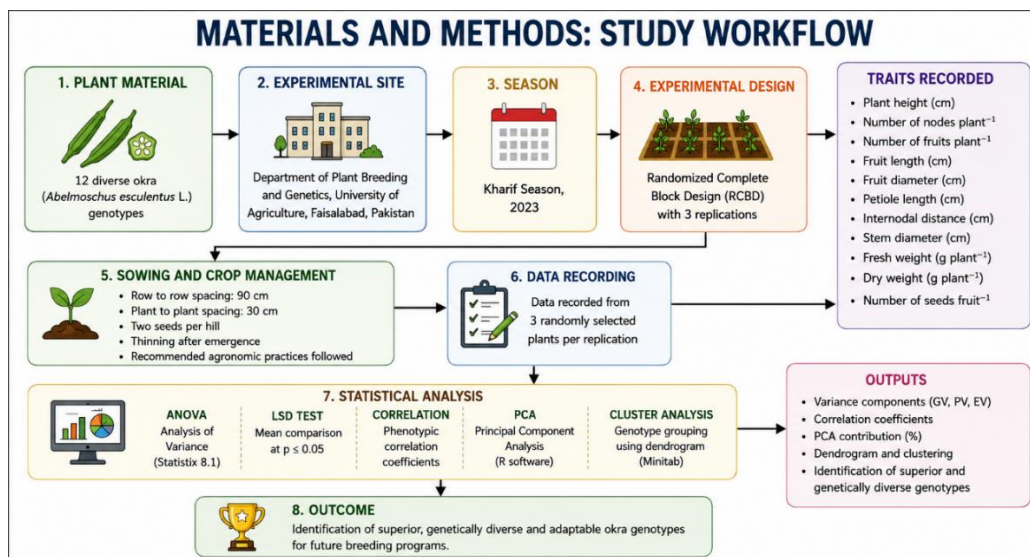 MATERIALS AND METHODS: STUDY WORKFLOW
1. PLANT MATERIAL
12 diverse okra
(Abelmoschus esculentus L.)
genotypes
2. EXPERIMENTAL SITE
Department of Plant Breeding
and Genetics, University of
Agriculture, Faisalabad, Pakistan
3. SEASON
Kharif Season,
2023
4. EXPERIMENTAL DESIGN
Randomized Complete
Block Design (RCBD)
with 3 replications
TRAITS RECORDED
• Plant height (cm)
• Number of nodes plant⁻¹
• Number of fruits plant⁻¹
• Fruit length (cm)
• Fruit diameter (cm)
• Petiole length (cm)
• Internodal distance (cm)
• Stem diameter (cm)
• Fresh weight (g plant⁻¹)
• Dry weight (g plant⁻¹)
• Number of seeds fruit⁻¹
5. SOWING AND CROP MANAGEMENT
• Row to row spacing: 90 cm
• Plant to plant spacing: 30 cm
• Two seeds per hill
• Thinning after emergence
• Recommended agronomic practices followed
6. DATA RECORDING
Data recorded from
3 randomly selected
plants per replication
7. STATISTICAL ANALYSIS
ANOVA
Analysis of
Variance
(Statistix 8.1)
LSD TEST
Mean comparison
at p ≤ 0.05
CORRELATION
Phenotypic
correlation
coefficients
PCA
Principal Component
Analysis
(R software)
CLUSTER ANALYSIS
Genotype grouping
using dendrogram
(Minitab)
OUTPUTS
• Variance components (GV, PV, EV)
• Correlation coefficients
• PCA contribution (%)
• Dendrogram and clustering
• Identification of superior and
genetically diverse genotypes
8. OUTCOME
Identification of superior, genetically diverse and adaptable okra genotypes
for future breeding programs.